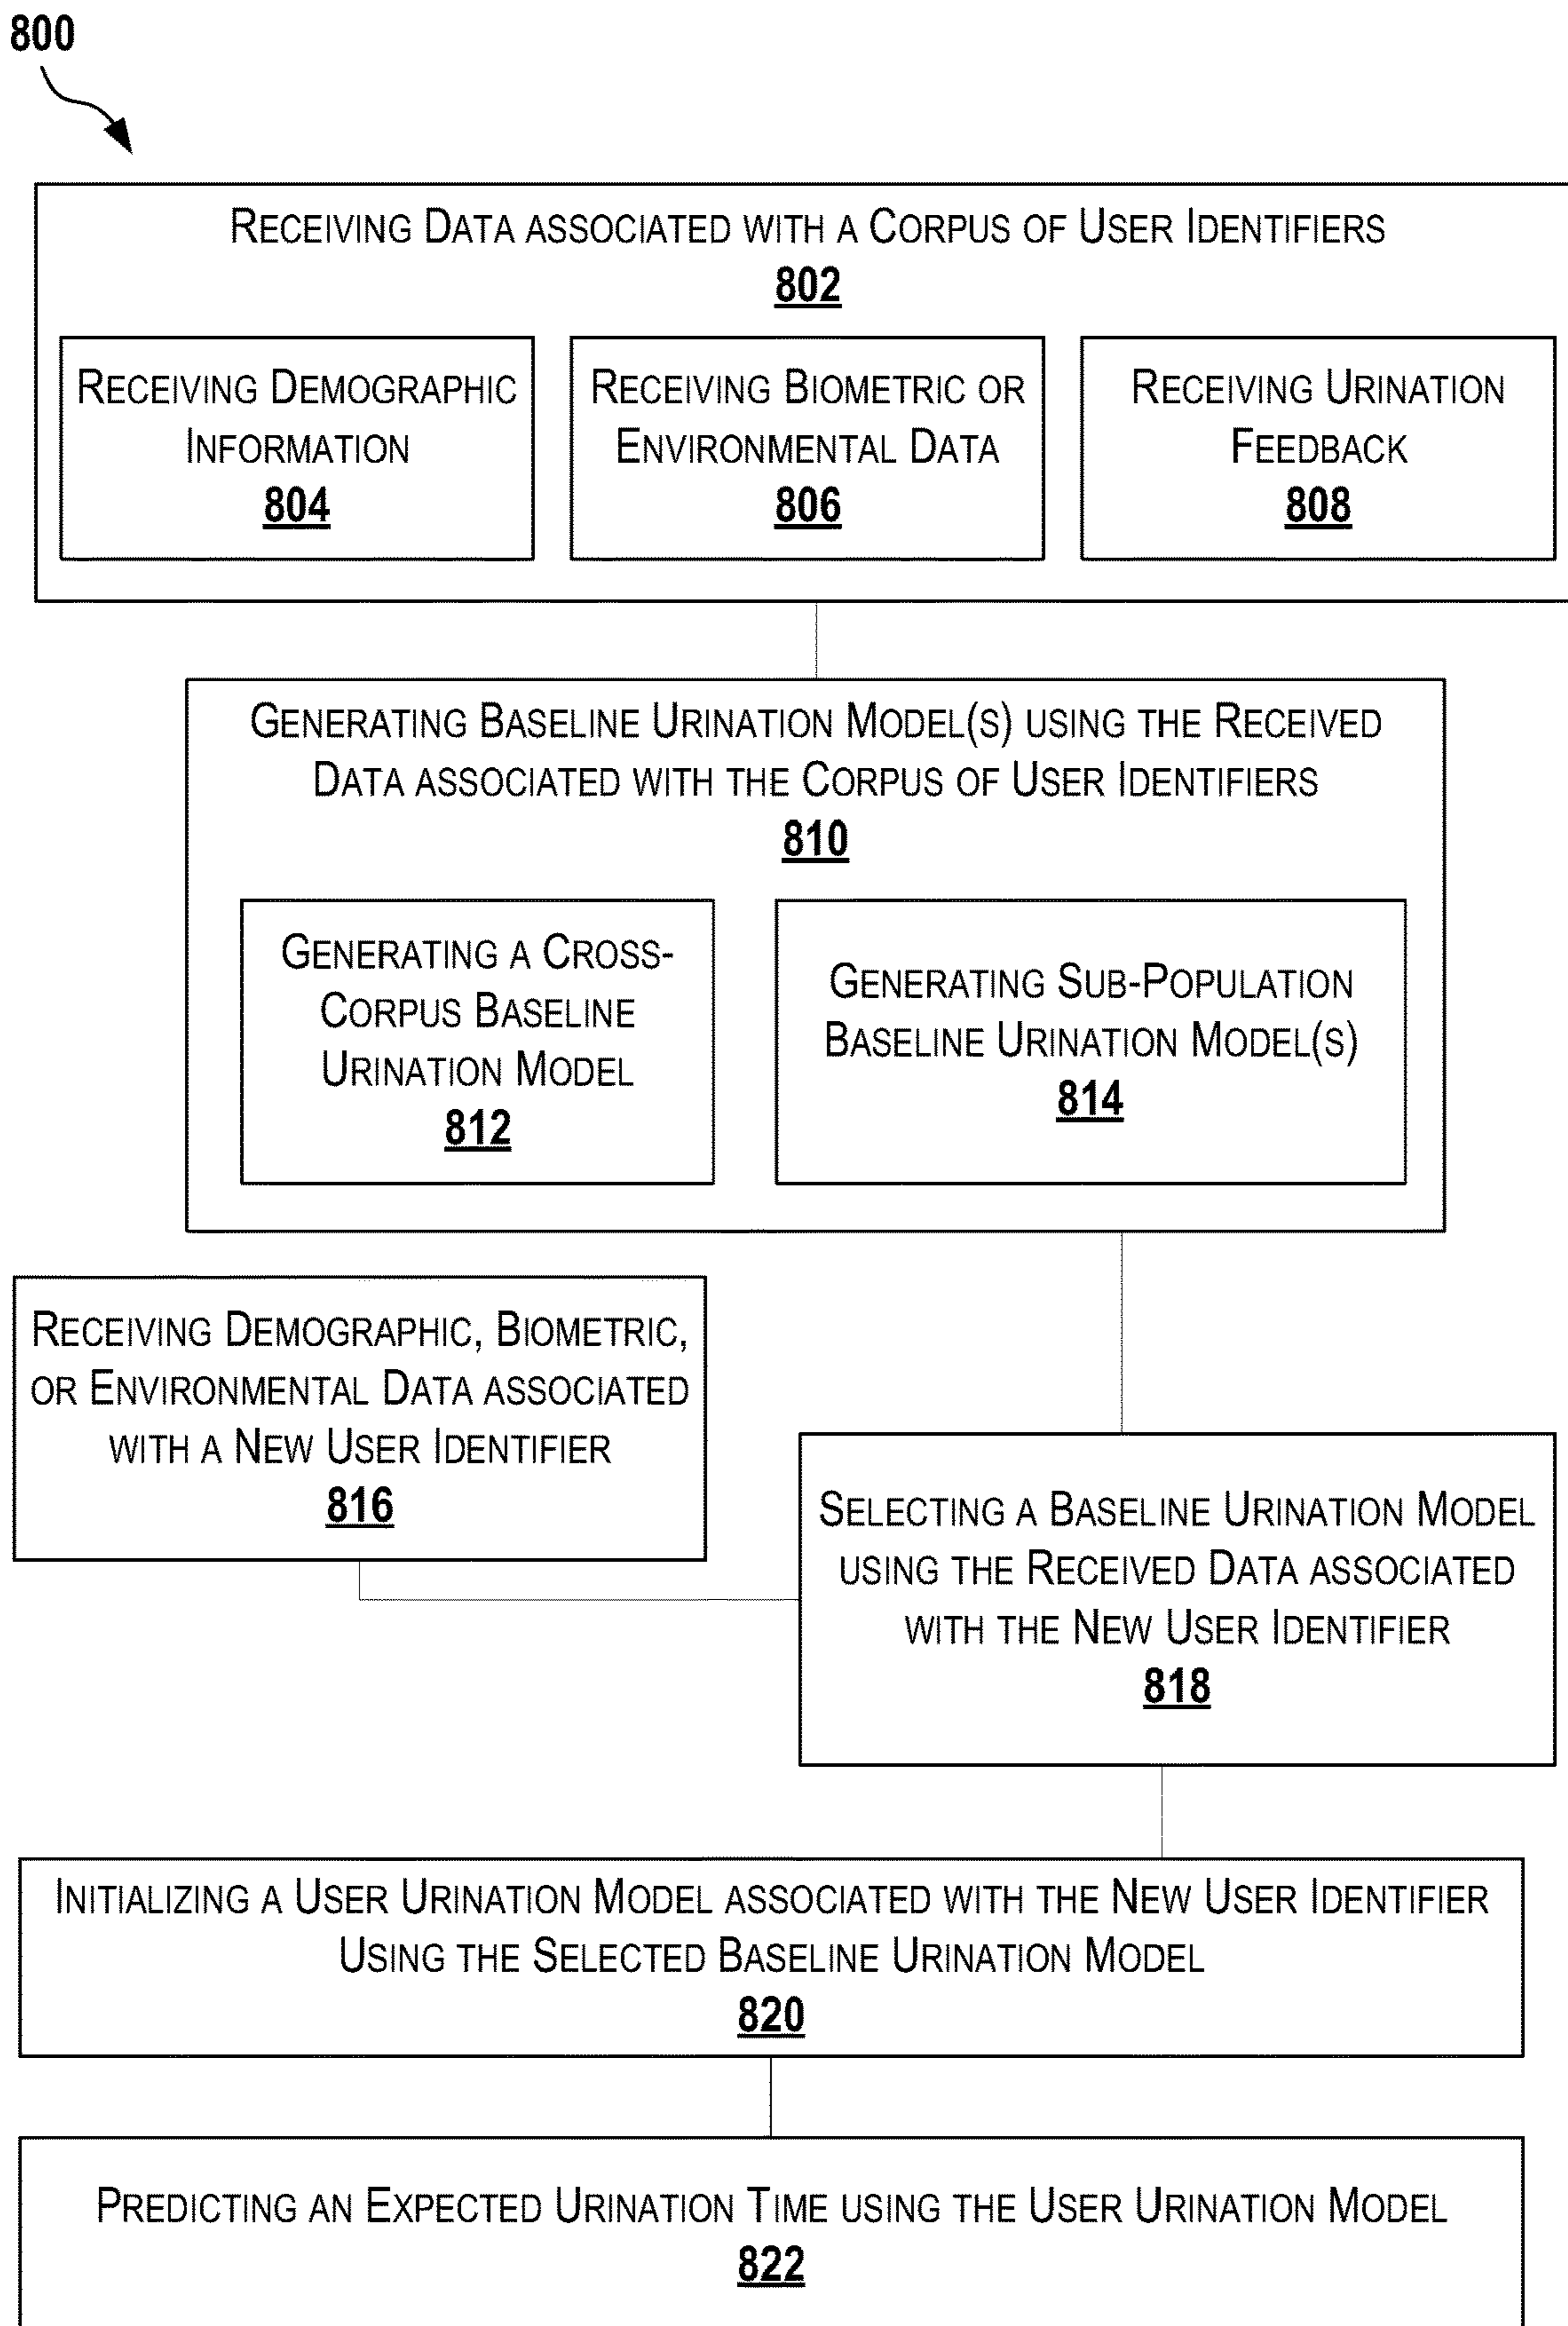 800
Receiving Data associated with a Corpus of User Identifiers
802
Receiving Demographic
Information
804
Receiving Biometric or
Environmental Data
806
Receiving Urination
Feedback
808
Generating Baseline Urination Model(s) using the Received
Data associated with the Corpus of User Identifiers
810
Generating a Cross-
Corpus Baseline
Urination Model
812
Generating Sub-Population
Baseline Urination Model(s)
814
Receiving Demographic, Biometric,
or Environmental Data associated
with a New User Identifier
816
Selecting a Baseline Urination Model
using the Received Data associated
with the New User Identifier
818
Initializing a User Urination Model associated with the New User Identifier
Using the Selected Baseline Urination Model
820
Predicting an Expected Urination Time using the User Urination Model
822